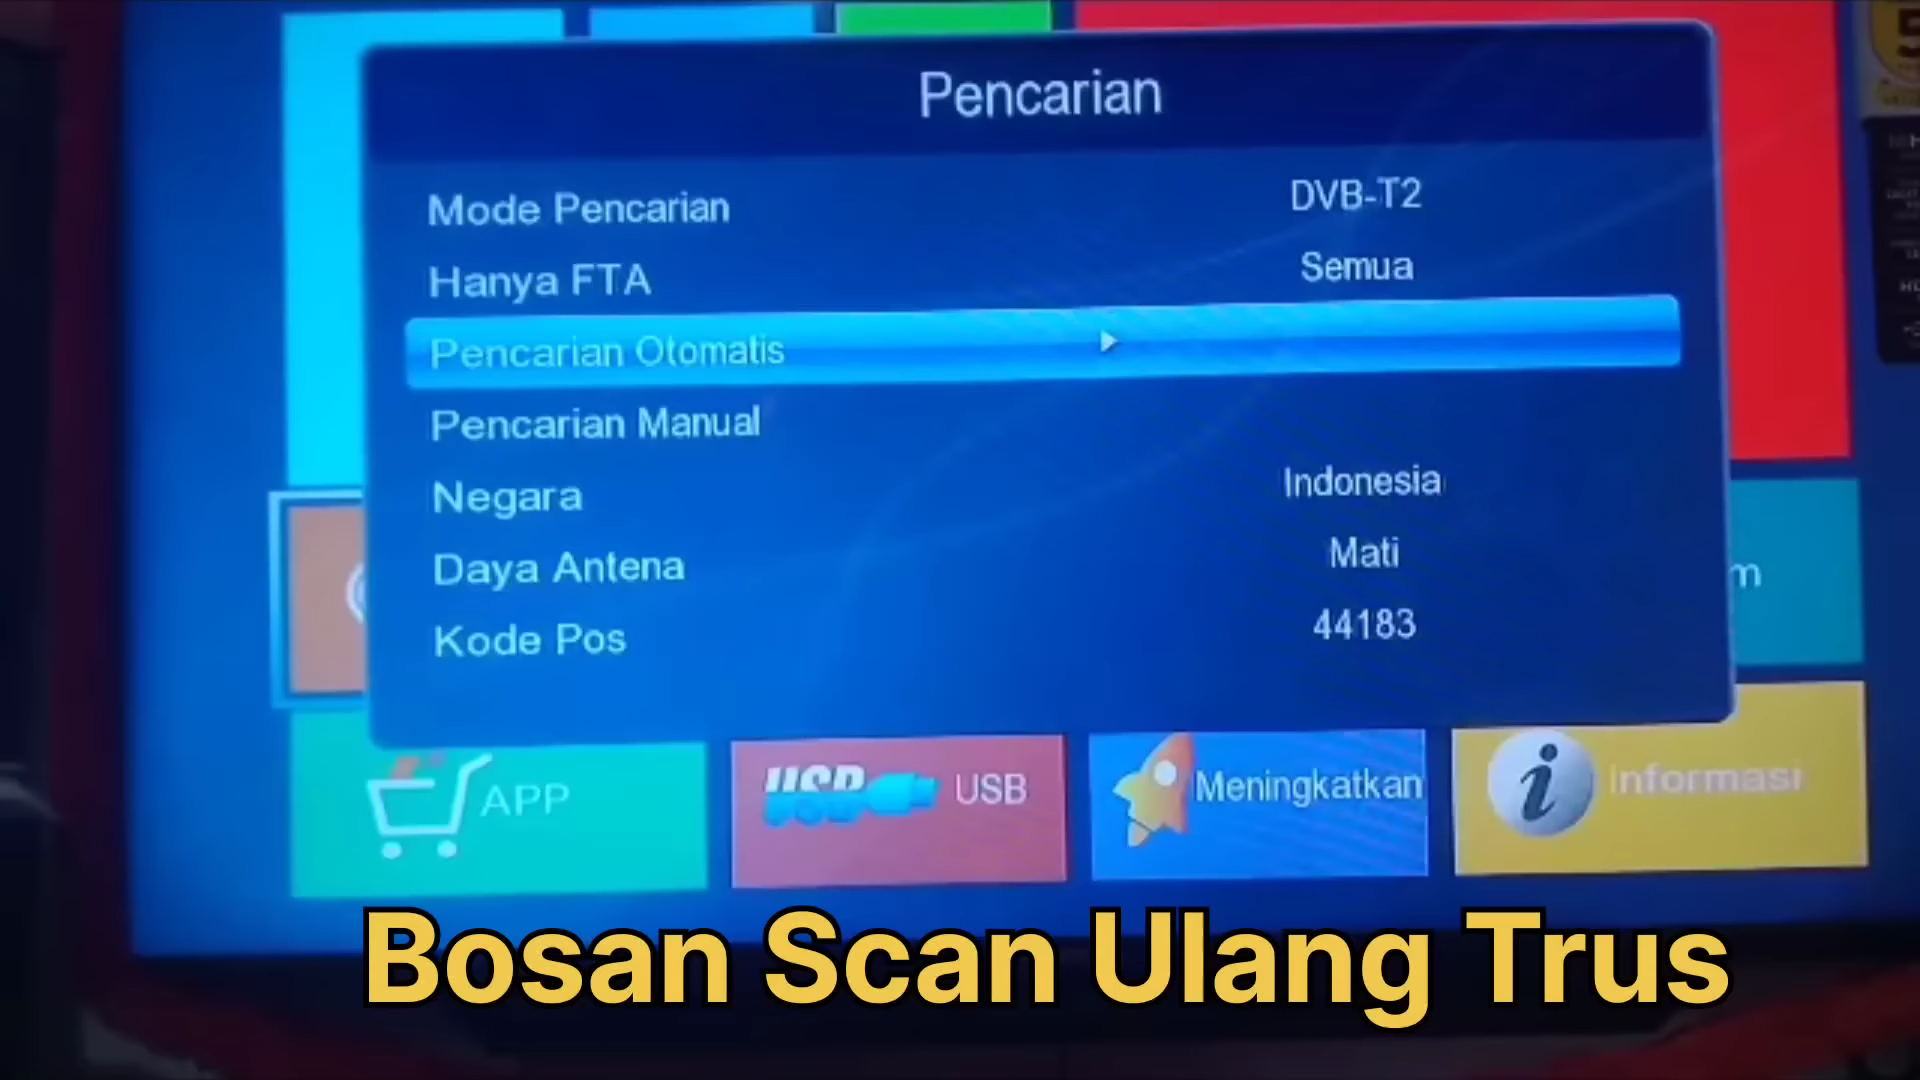 Pencarian
Mode Pencarian DVB-T2
Hanya FTA Semua
Pencarian Otomatis
Pencarian Manual
Negara Indonesia
Daya Antena Mati
Kode Pos 44183
m
APP
USB USB
Meningkatkan
Informasi
Bosan Scan Ulang Trus